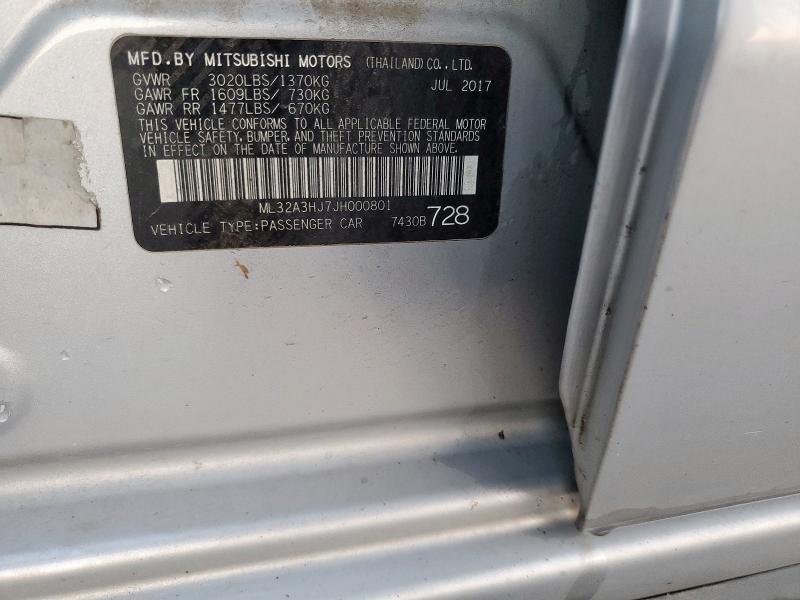 MFD.BY MITSUBISHI MOTORS (THAILAND) CO.,LTD.
GVWR 3020LBS/1370KG JUL 2017
GAWR FR 1609LBS/ 730KG
GAWR RR 1477LBS/ 670KG
THIS VEHICLE CONFORMS TO ALL APPLICABLE FEDERAL MOTOR
VEHICLE SAFETY, BUMPER, AND THEFT PREVENTION STANDARDS
IN EFFECT ON THE DATE OF MANUFACTURE SHOWN ABOVE.
ML32A3HJ7JH000801
VEHICLE TYPE:PASSENGER CAR 7430B 728